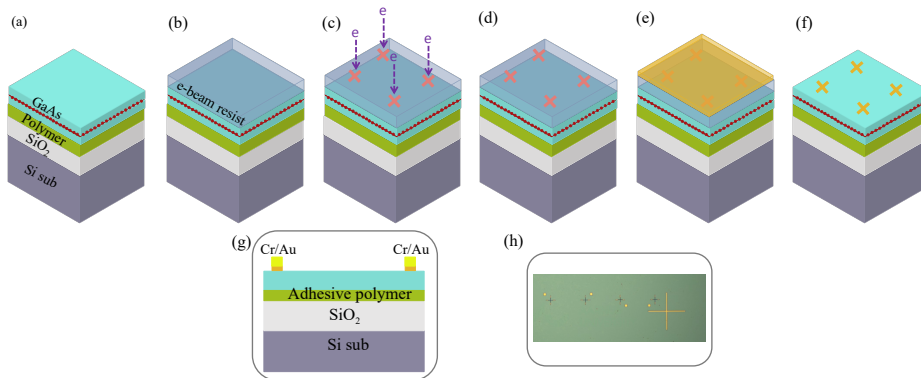 (a)
(b)
(c)
(d)
(e)
(f)
e
e
e
e
GaAs
Polymer
SiO2
Si sub
e-beam resist
(g)
(h)
Cr/Au
Cr/Au
Adhesive polymer
SiO2
Si sub